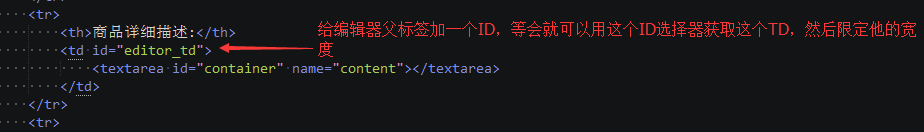 <tr>
<th>商品详细描述:</th>
给编辑器父标签加一个ID，等会就可以用这个ID选择器获取这个TD，然后限定他的宽
度
<td id="editor_td">
<textarea id="container" name="content"></textarea>
</td>
</tr>
<tr>